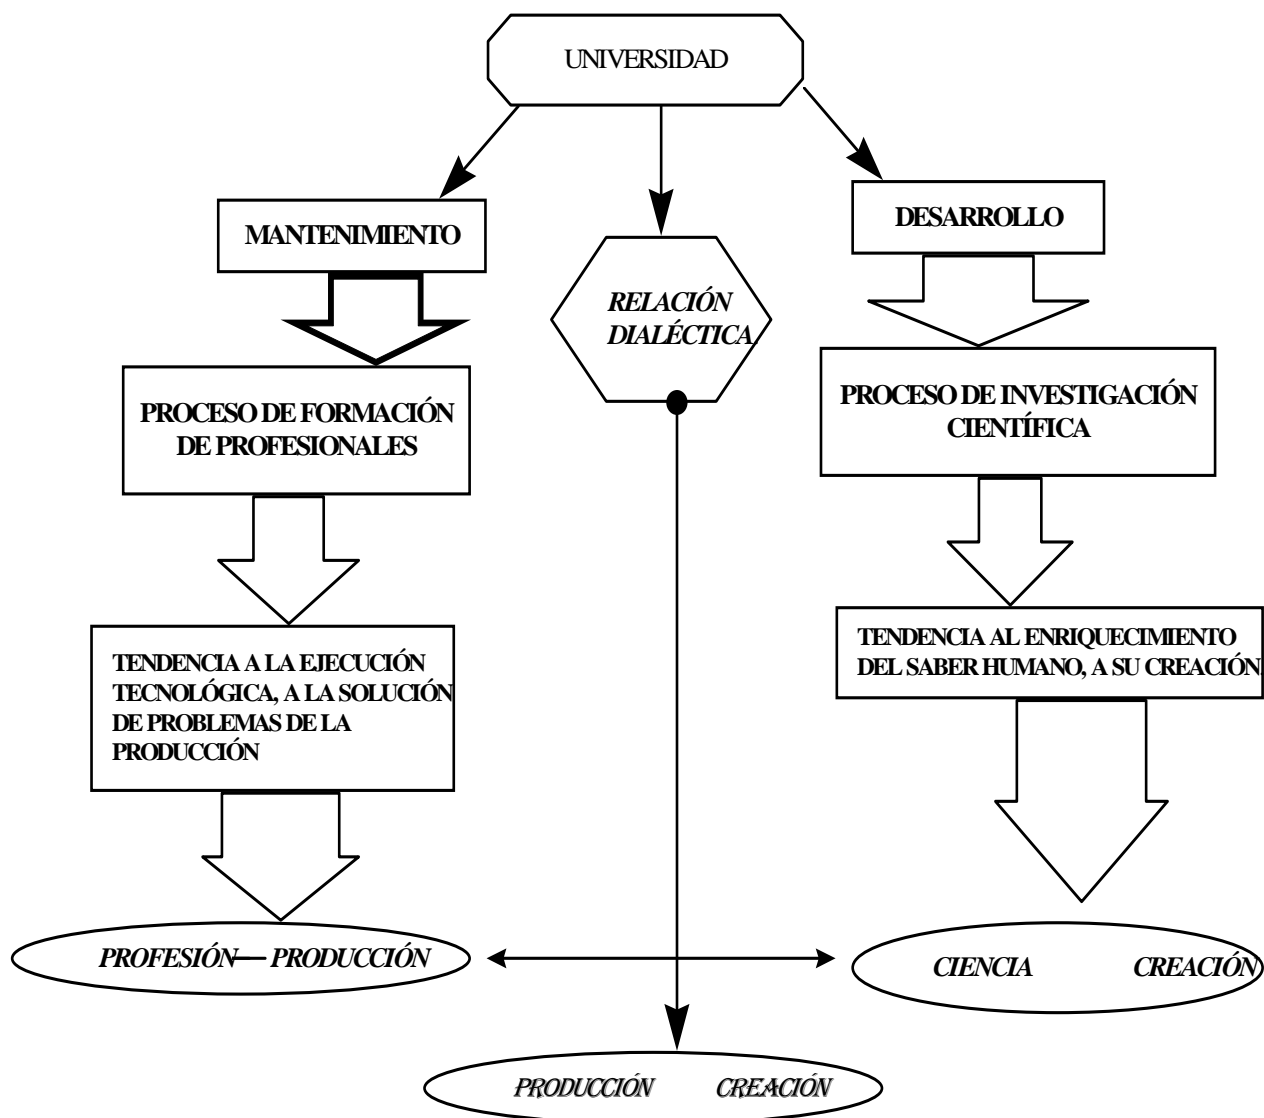 UNIVERSIDAD
MANTENIMIENTO
DESARROLLO
RELACIÓN
DIALÉCTICA.
PROCESO DE FORMACIÓN
DE PROFESIONALES
PROCESO DE INVESTIGACIÓN
CIENTÍFICA
TENDENCIA A LA EJECUCIÓN
TECNOLÓGICA, A LA SOLUCIÓN
DE PROBLEMAS DE LA
PRODUCCIÓN
TENDENCIA AL ENRIQUECIMIENTO
DEL SABER HUMANO, A SU CREACIÓN.
PROFESIÓN — PRODUCCIÓN
CIENCIA CREACIÓN
PRODUCCIÓN CREACIÓN